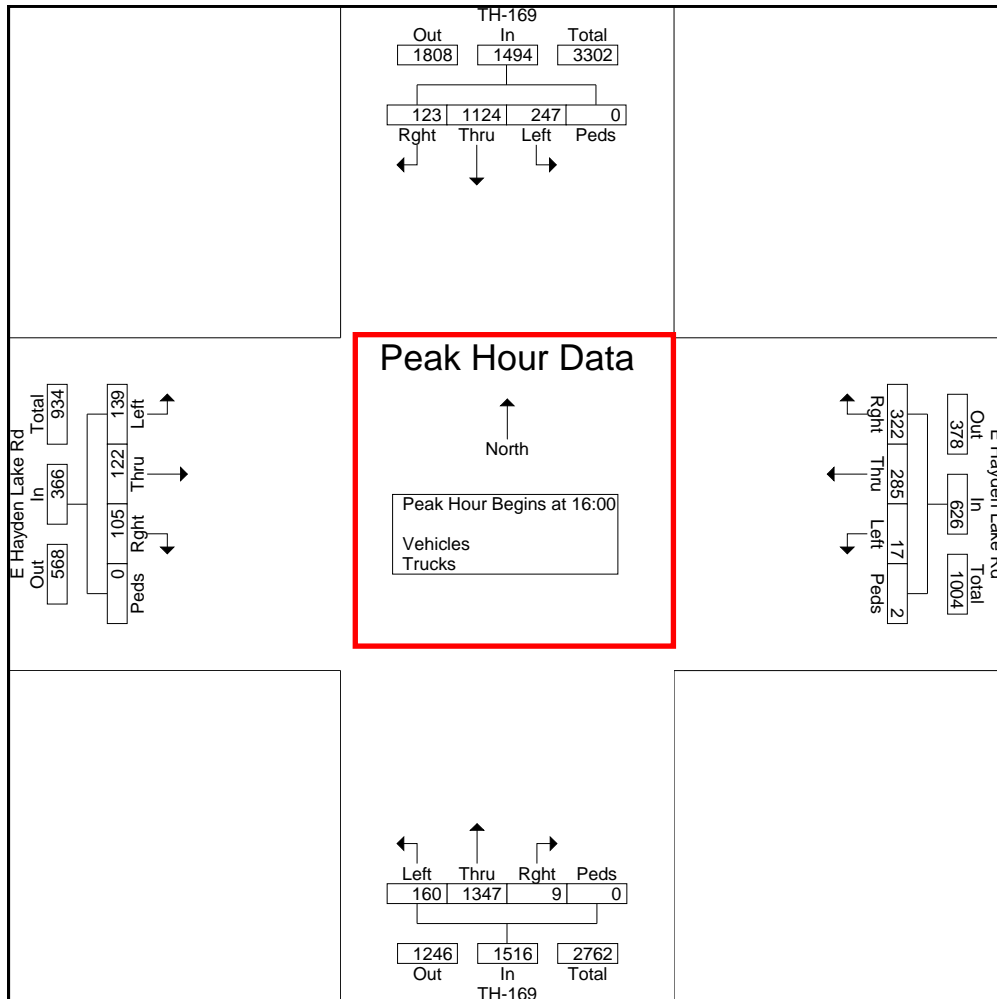 TH-169
Out In Total
1808 1494 3302
123 1124 247 0
Rght Thru Left Peds
Peak Hour Data
North
Peak Hour Begins at 16:00
Vehicles
Trucks
E Hayden Lake Rd
Out In Total
568 366 934
Left Thru Rght Peds
139 122 105 0
Rght Thru Left Peds
322 285 17 2
Out In Total
378 626 1004
E Hayden Lake Rd
Left Thru Rght Peds
160 1347 9 0
1246 1516 2762
Out In Total
TH-169